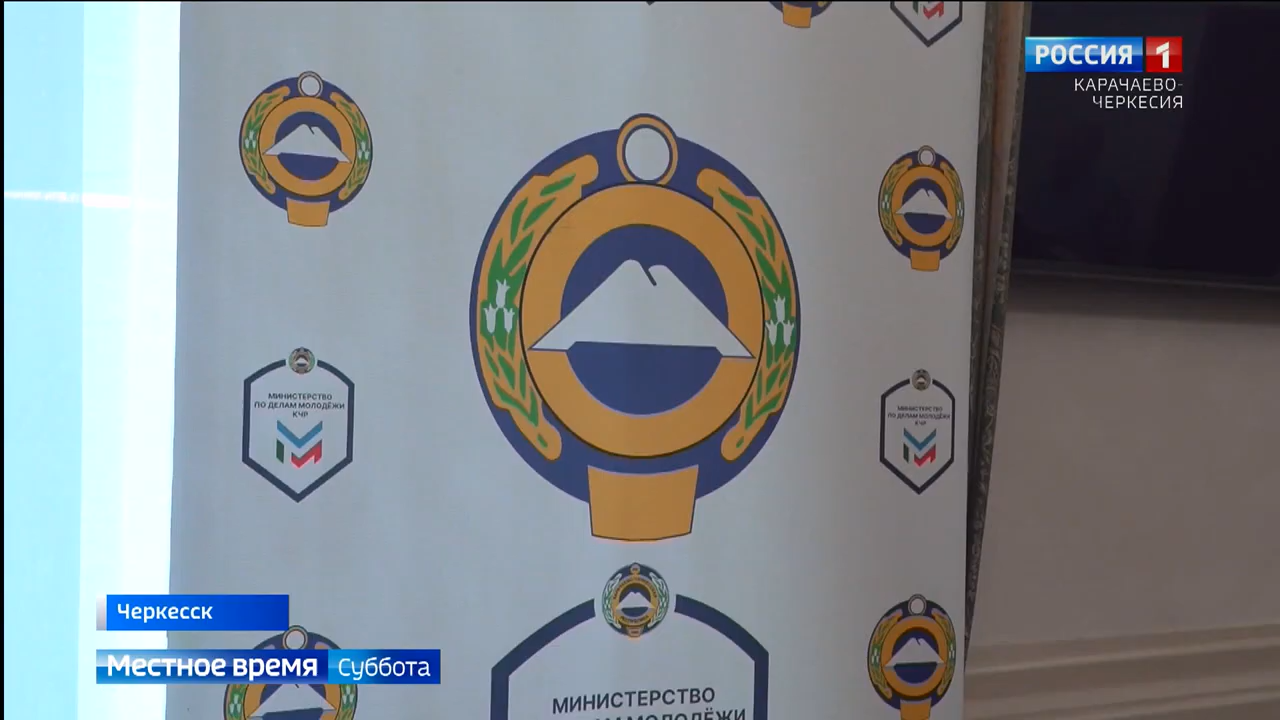 РОССИЯ 1
КАРАЧАЕВО-
ЧЕРКЕСИЯ
МИНИСТЕРСТВО
ПО ДЕЛАМ МОЛОДЁЖИ
КЧР
МИНИСТЕРСТВО
ПО ДЕЛАМ МОЛОДЁЖИ
КЧР
Черкесск
Местное время Суббота
МИНИСТЕРСТВО
МОЛОДЁЖИ